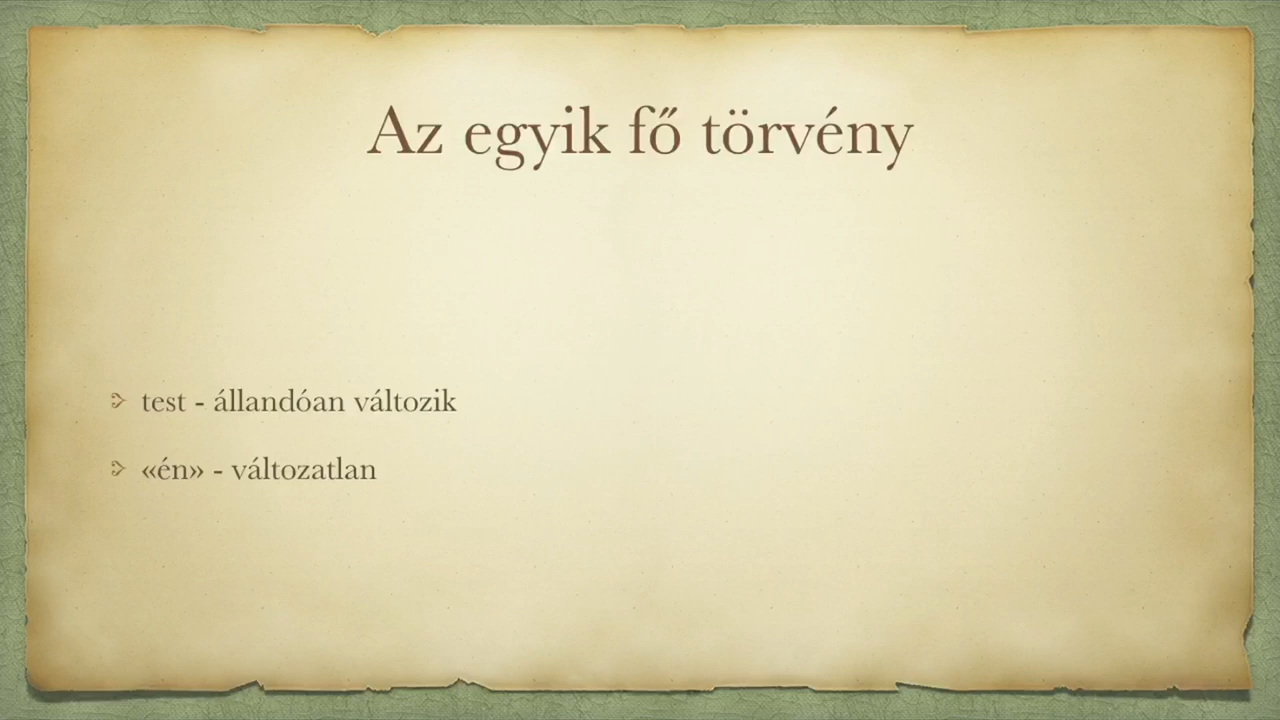 Az egyik fő törvény
test - állandóan változik
«én» - változatlan